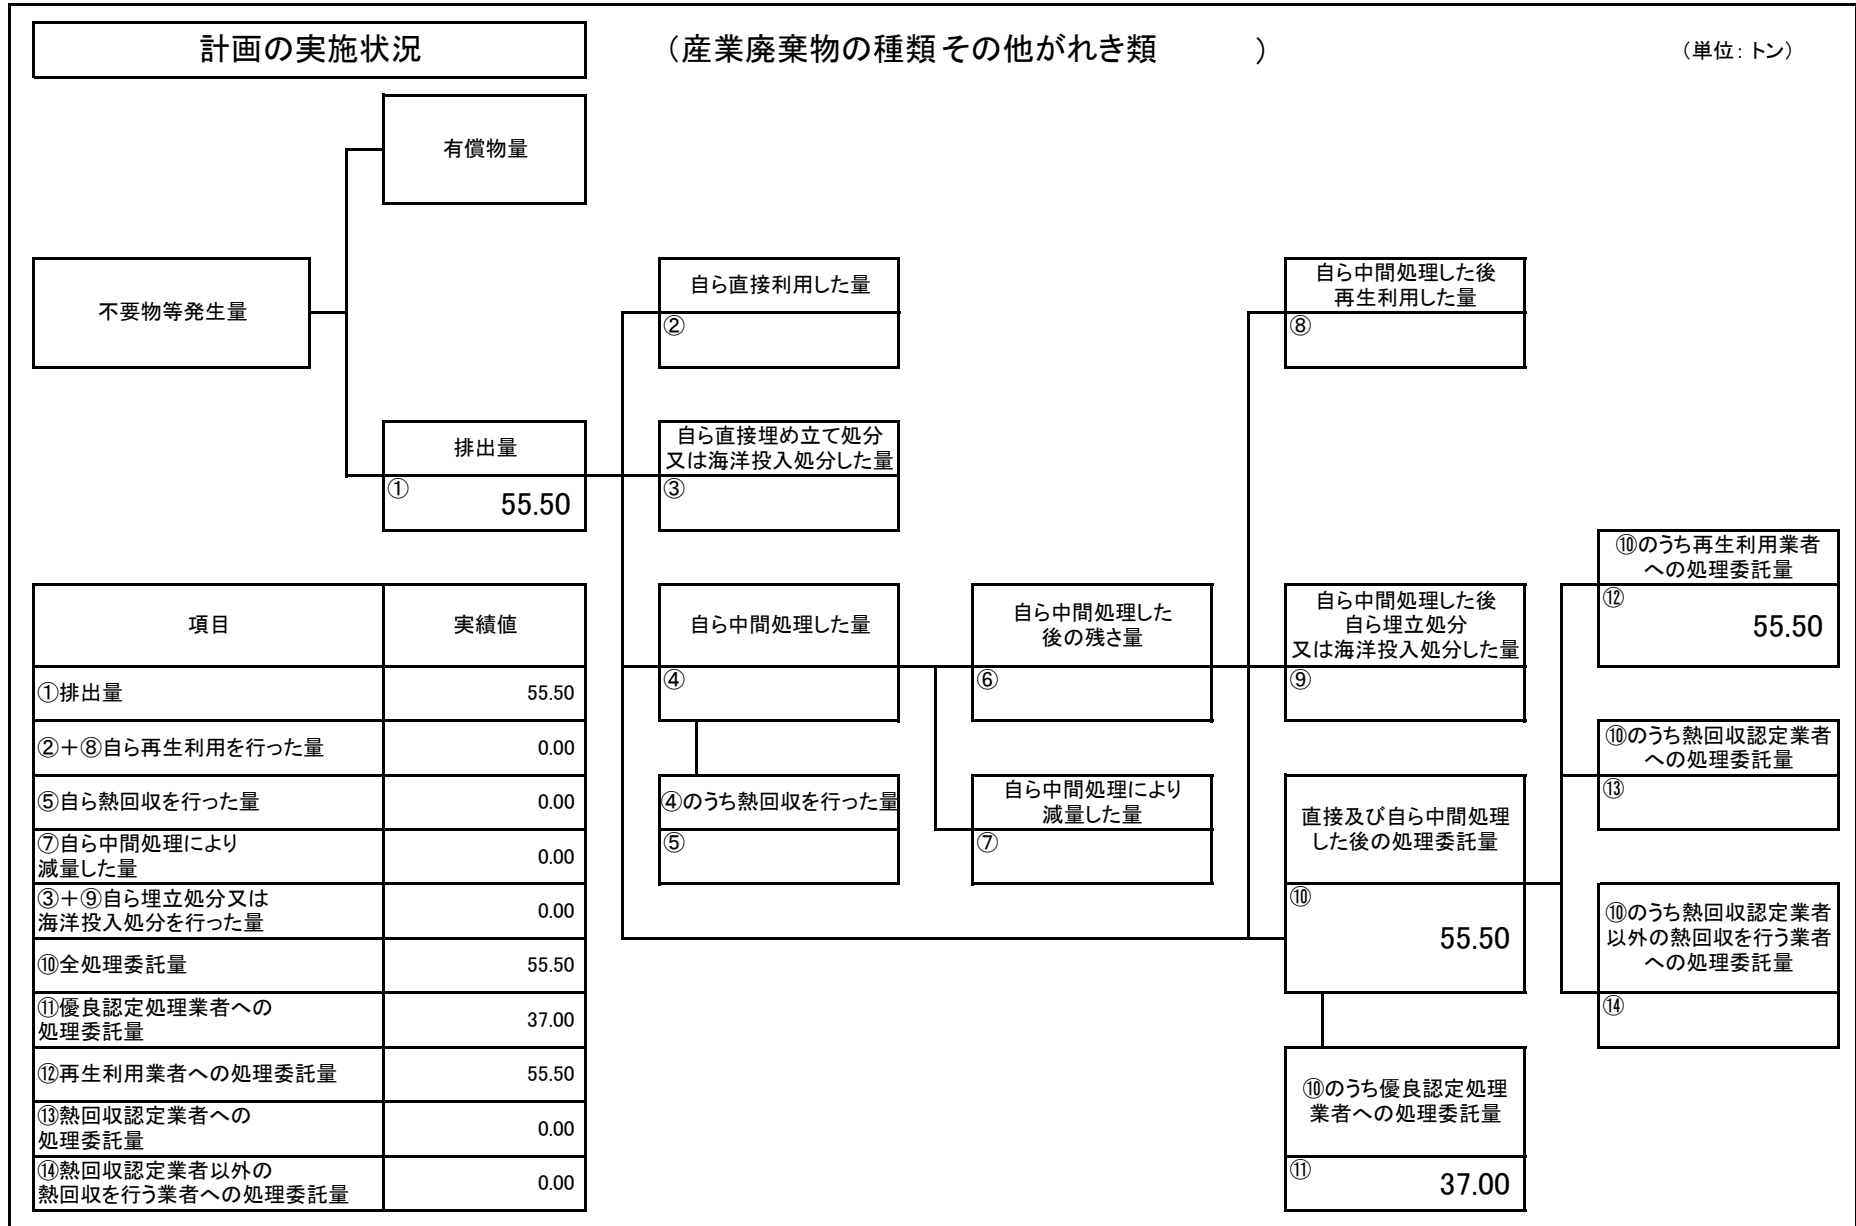 計画の実施状況
（産業廃棄物の種類 その他がれき類　　　）
（単位：トン）
有償物量
不要物等発生量
自ら直接利用した量
②
自ら中間処理した後
再生利用した量
⑧
排出量
① 55.50
自ら直接埋め立て処分
又は海洋投入処分した量
③
⑩のうち再生利用業者
への処理委託量
⑫ 55.50
自ら中間処理した量
④
自ら中間処理した
後の残さ量
⑥
自ら中間処理した後
自ら埋立処分
又は海洋投入処分した量
⑨
⑩のうち熱回収認定業者
への処理委託量
⑬
④のうち熱回収を行った量
⑤
自ら中間処理により
減量した量
⑦
直接及び自ら中間処理
した後の処理委託量
⑩ 55.50
⑩のうち熱回収認定業者
以外の熱回収を行う業者
への処理委託量
⑭
⑩のうち優良認定処理
業者への処理委託量
⑪ 37.00
項目 実績値
①排出量 55.50
②＋⑧自ら再生利用を行った量 0.00
⑤自ら熱回収を行った量 0.00
⑦自ら中間処理により
減量した量 0.00
③＋⑨自ら埋立処分又は
海洋投入処分を行った量 0.00
⑩全処理委託量 55.50
⑪優良認定処理業者への
処理委託量 37.00
⑫再生利用業者への処理委託量 55.50
⑬熱回収認定業者への
処理委託量 0.00
⑭熱回収認定業者以外の
熱回収を行う業者への処理委託量 0.00